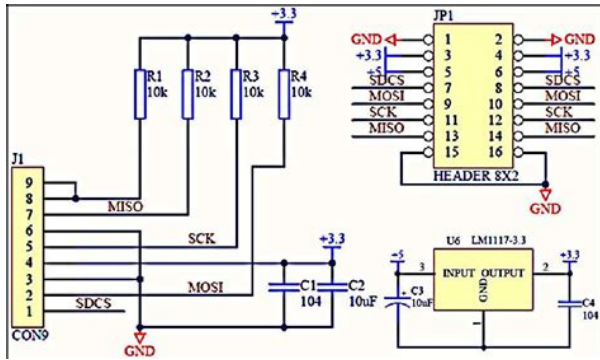 +3.3
R1 R2 R3 R4
10k 10k 10k 10k
J1
9
8
7 MISO
6
5 SCK
4
3
2 MOSI
1 SDCS
CON9
+3.3
C1 C2
104 10uF
GND
JP1
GND 1 2 GND
+3.3 3 4 +3.3
+5 5 6 +5
SDCS 7 8 SDCS
MOSI 9 10 MOSI
SCK 11 12 SCK
MISO 13 14 MISO
15 16
HEADER 8X2
GND
U6 LM1117-3.3
+5 +3.3
3 INPUT OUTPUT 2
GND
1
C3 +
10uF
C4
104